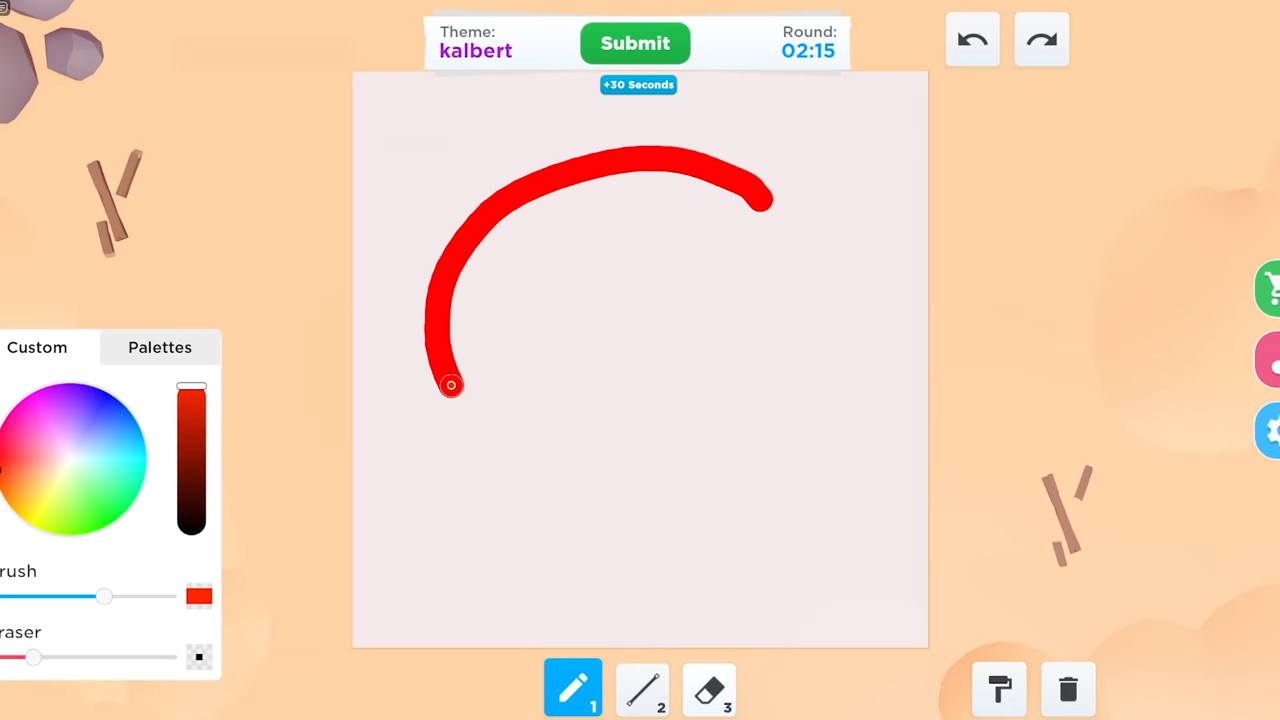 Theme:
kalbert
Submit
Round:
02:15
+30 Seconds
Custom
Palettes
rush
raser
1
2
3